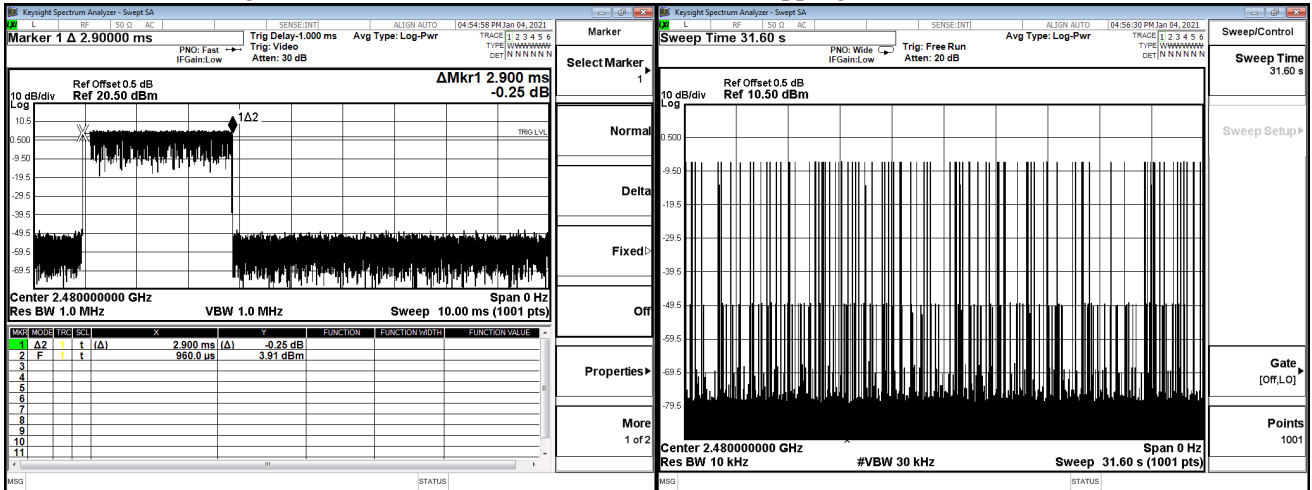 Keysight Spectrum Analyzer - Swept SA
L RF 50 Ω AC SENSE:INT ALIGN AUTO 04:54:58 PM Jan 04, 2021
Marker 1 Δ 2.90000 ms
PNO: Fast
IFGain:Low
Trig Delay-1.000 ms
Trig: Video
Atten: 30 dB
Avg Type: Log-Pwr
TRACE 1 2 3 4 5 6
TYPE WWWWWW
DET N N N N N N
ΔMkr1 2.900 ms
-0.25 dB
Ref Offset 0.5 dB
10 dB/div Ref 20.50 dBm
Log
10.5
0.500
-9.50
-19.5
-29.5
-39.5
-49.5
-59.5
-69.5
1Δ2
TRIG LVL
Center 2.480000000 GHz Span 0 Hz
Res BW 1.0 MHz VBW 1.0 MHz Sweep 10.00 ms (1001 pts)
MKR MODE TRC SCL X Y FUNCTION FUNCTION WIDTH FUNCTION VALUE
1 Δ2 1 t (Δ) 2.900 ms (Δ) -0.25 dB
2 F 1 t 960.0 µs 3.91 dBm
3
4
5
6
7
8
9
10
11
MSG STATUS
Marker
Select Marker
1
Normal
Delta
Fixed
Off
Properties
More
1 of 2
Keysight Spectrum Analyzer - Swept SA
L RF 50 Ω AC SENSE:INT ALIGN AUTO 04:56:30 PM Jan 04, 2021
Sweep Time 31.60 s
PNO: Wide
IFGain:Low
Trig: Free Run
Atten: 20 dB
Avg Type: Log-Pwr
TRACE 1 2 3 4 5 6
TYPE WWWWWW
DET N N N N N N
Ref Offset 0.5 dB
10 dB/div Ref 10.50 dBm
Log
0.500
-9.50
-19.5
-29.5
-39.5
-49.5
-59.5
-69.5
-79.5
Center 2.480000000 GHz Span 0 Hz
Res BW 10 kHz #VBW 30 kHz Sweep 31.60 s (1001 pts)
MSG STATUS
Sweep/Control
Sweep Time
31.60 s
Sweep Setup
Gate
[Off,LO]
Points
1001